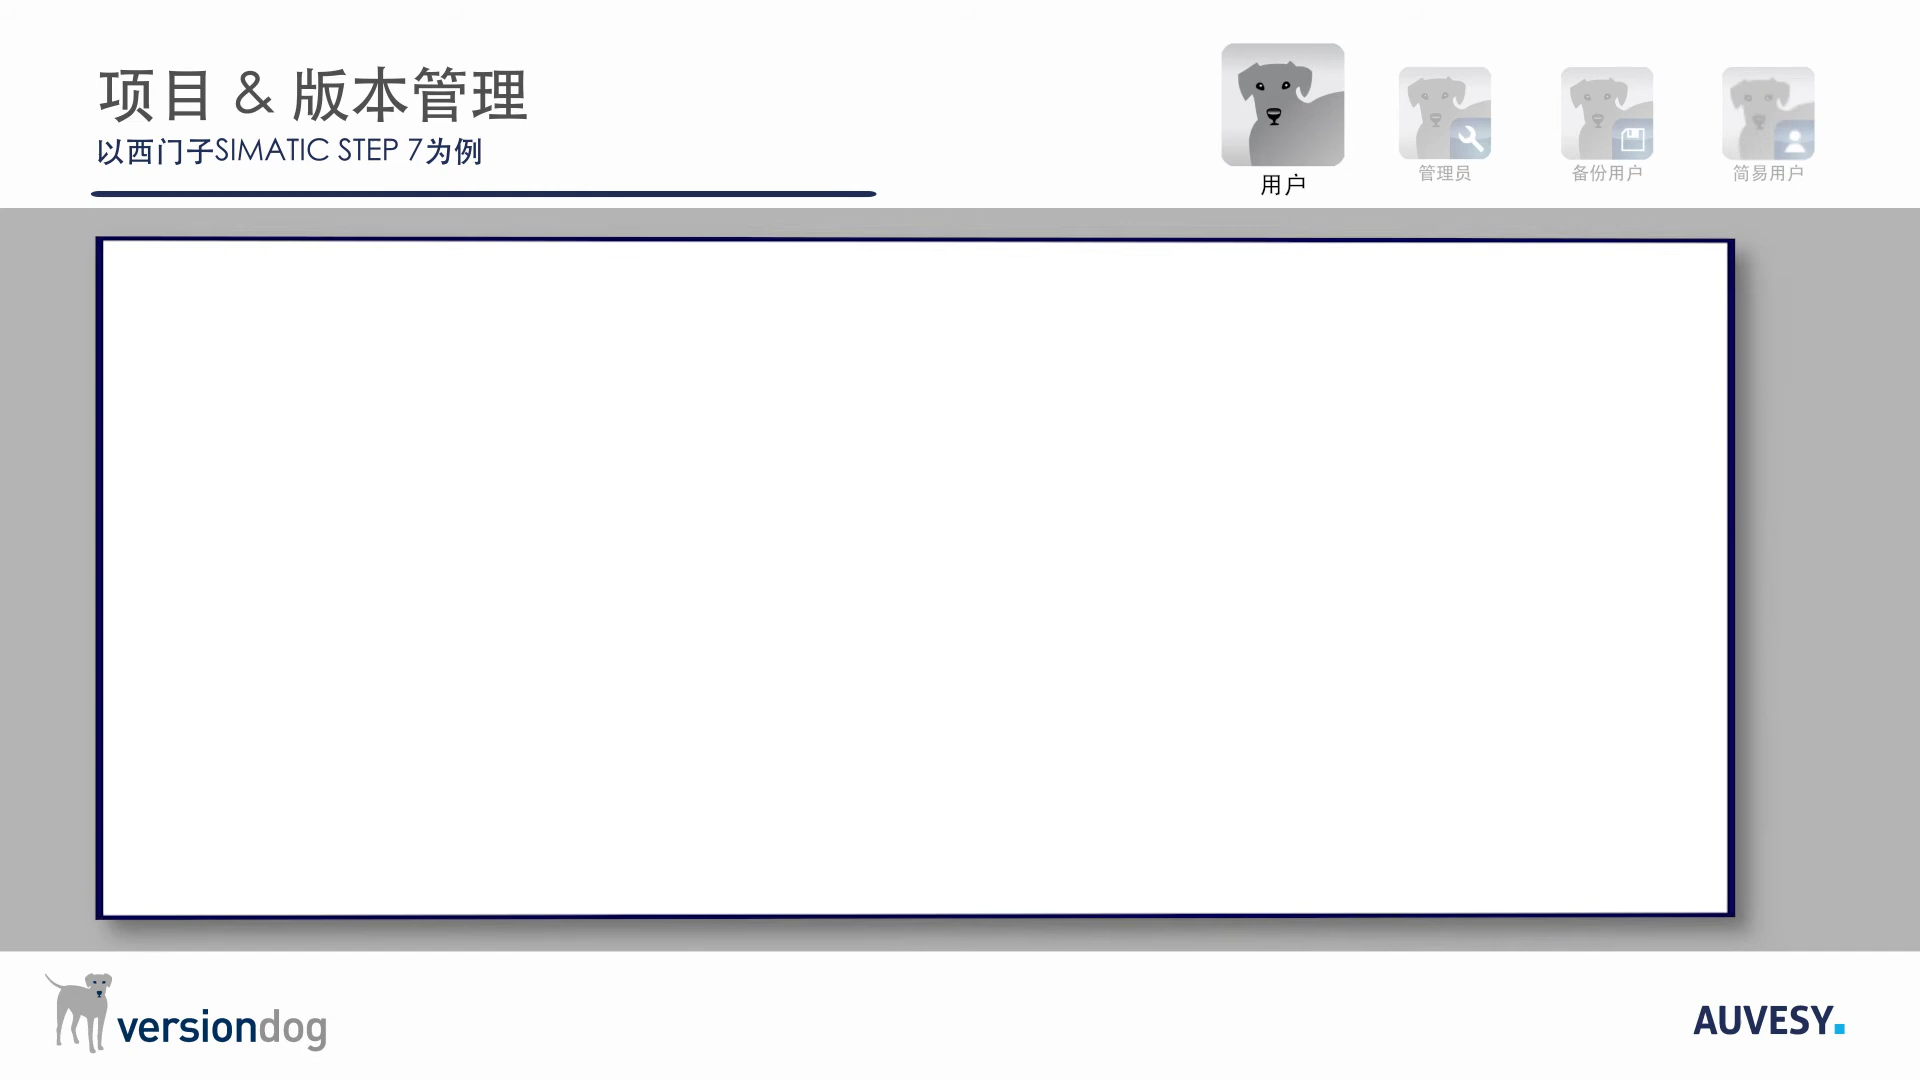 项目 & 版本管理
以西门子SIMATIC STEP 7为例
用户
管理员
备份用户
简易用户
versiondog
AUVESY.